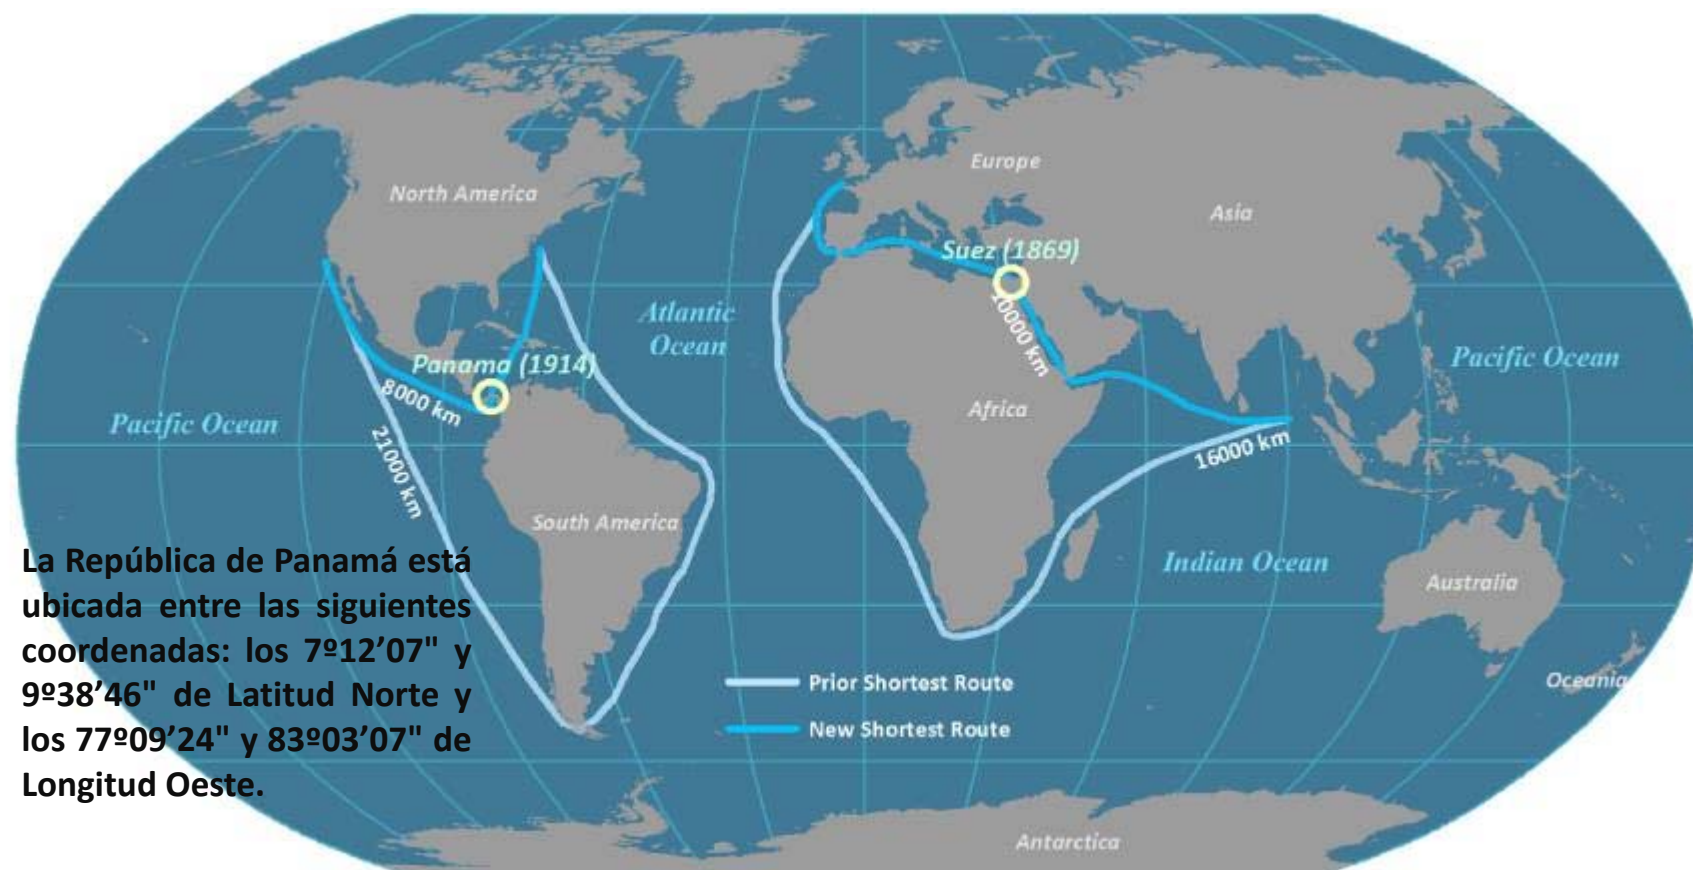 North America
Europe
Asia
Suez (1869)
10000 km
Atlantic
Ocean
Panama (1914)
8000 km
Pacific Ocean
Pacific Ocean
Africa
21000 km
16000 km
South America
Indian Ocean
Australia
La República de Panamá está
ubicada entre las siguientes
coordenadas: los 7º12’07" y
9º38’46" de Latitud Norte y
los 77º09’24" y 83º03’07" de
Longitud Oeste.
Prior Shortest Route
New Shortest Route
Oceania
Antarctica